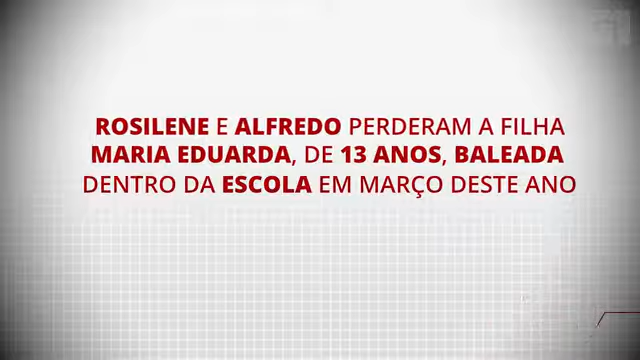 ROSILENE E ALFREDO PERDERAM A FILHA
MARIA EDUARDA, DE 13 ANOS, BALEADA
DENTRO DA ESCOLA EM MARÇO DESTE ANO